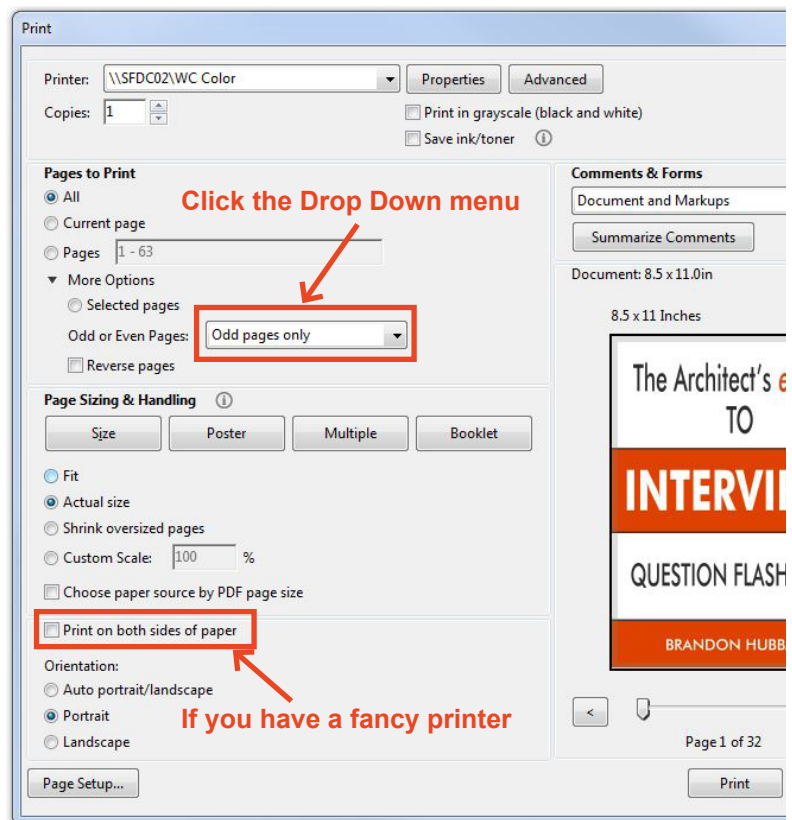 Print
Printer: \\SFDC02\WC Color Properties Advanced
Copies: 1 Print in grayscale (black and white)
Save ink/toner
Pages to Print
All
Current page
Pages 1 - 63
More Options
Selected pages
Odd or Even Pages: Odd pages only
Reverse pages
Click the Drop Down menu
Page Sizing & Handling
Size Poster Multiple Booklet
Fit
Actual size
Shrink oversized pages
Custom Scale: 100 %
Choose paper source by PDF page size
Print on both sides of paper
Orientation:
Auto portrait/landscape
Portrait
Landscape
If you have a fancy printer
Page Setup...
Comments & Forms
Document and Markups
Summarize Comments
Document: 8.5 x 11.0in
8.5 x 11 Inches
The Architect's
TO
INTERVI
QUESTION FLASH
BRANDON HUBB
<
Page 1 of 32
Print